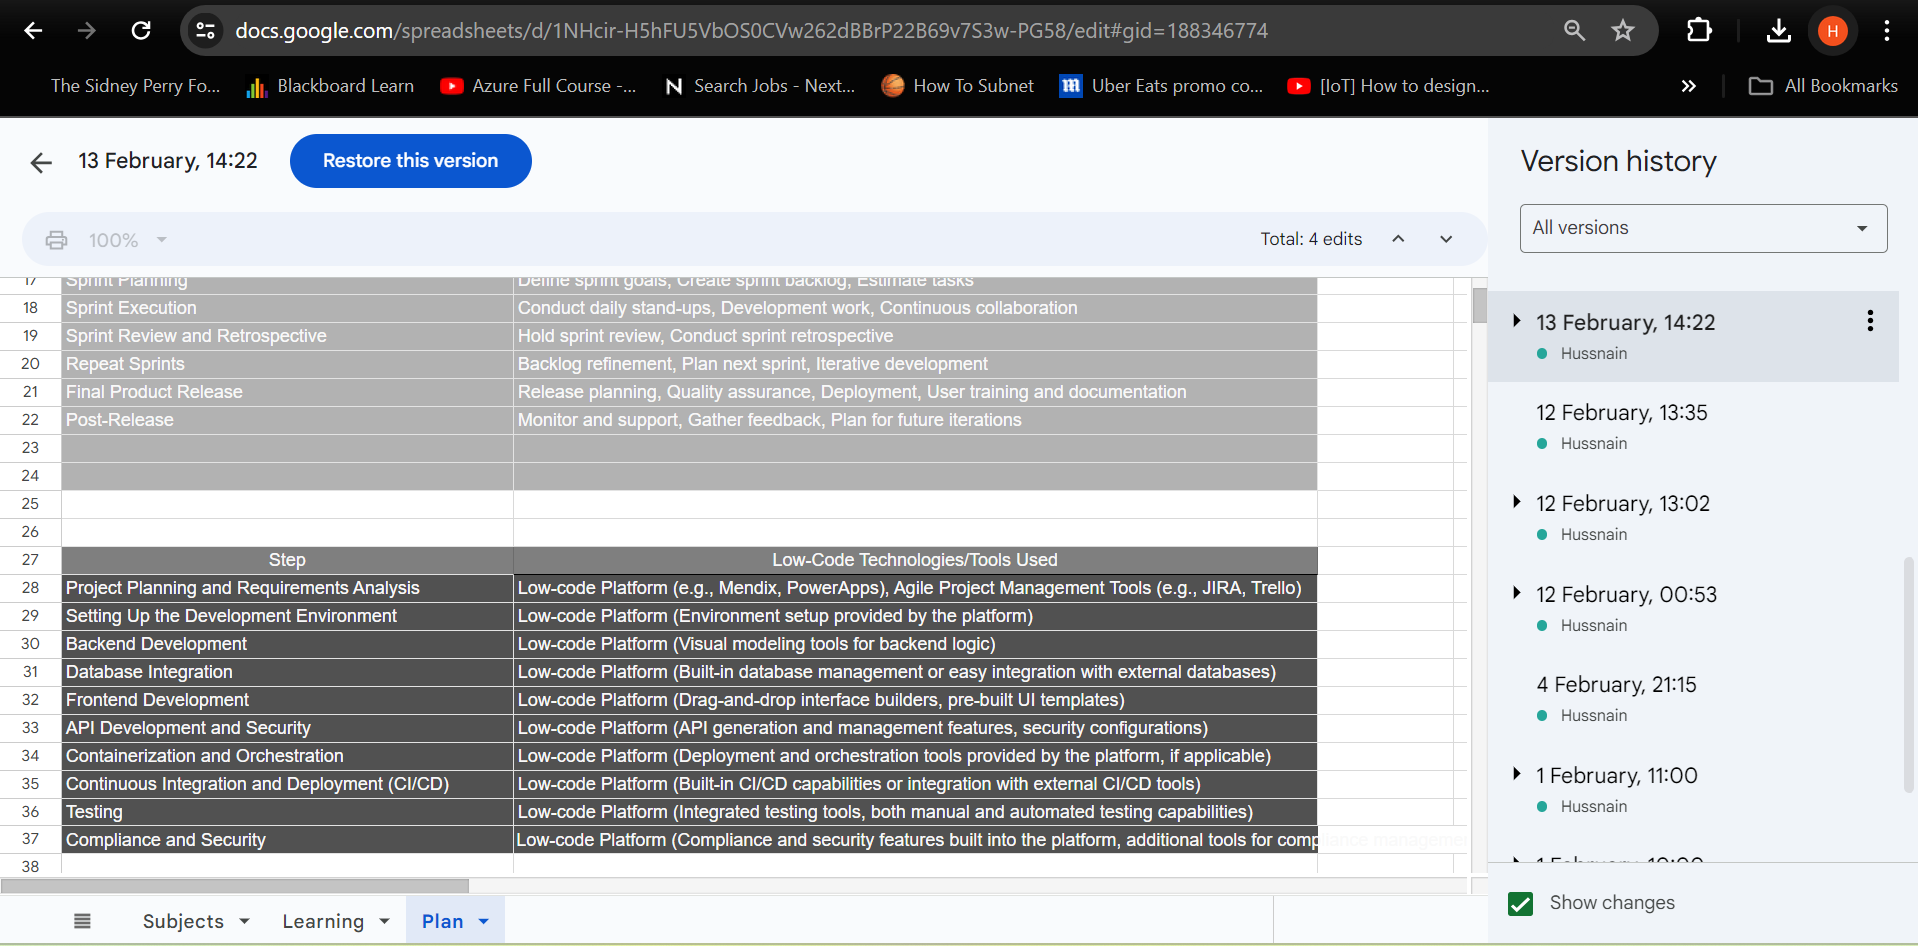 docs.google.com/spreadsheets/d/1NHcir-H5hFU5VbOS0CVw262dBBrP22B69v7S3w-PG58/edit#gid=188346774
H
The Sidney Perry Fo... Blackboard Learn Azure Full Course -... N Search Jobs - Next... How To Subnet m Uber Eats promo co... [IoT] How to design... All Bookmarks
13 February, 14:22 Restore this version
100% Total: 4 edits
17 Sprint Planning Define sprint goals, Create sprint backlog, Estimate tasks
18 Sprint Execution Conduct daily stand-ups, Development work, Continuous collaboration
19 Sprint Review and Retrospective Hold sprint review, Conduct sprint retrospective
20 Repeat Sprints Backlog refinement, Plan next sprint, Iterative development
21 Final Product Release Release planning, Quality assurance, Deployment, User training and documentation
22 Post-Release Monitor and support, Gather feedback, Plan for future iterations
23
24
25
26
27 Step Low-Code Technologies/Tools Used
28 Project Planning and Requirements Analysis Low-code Platform (e.g., Mendix, PowerApps), Agile Project Management Tools (e.g., JIRA, Trello)
29 Setting Up the Development Environment Low-code Platform (Environment setup provided by the platform)
30 Backend Development Low-code Platform (Visual modeling tools for backend logic)
31 Database Integration Low-code Platform (Built-in database management or easy integration with external databases)
32 Frontend Development Low-code Platform (Drag-and-drop interface builders, pre-built UI templates)
33 API Development and Security Low-code Platform (API generation and management features, security configurations)
34 Containerization and Orchestration Low-code Platform (Deployment and orchestration tools provided by the platform, if applicable)
35 Continuous Integration and Deployment (CI/CD) Low-code Platform (Built-in CI/CD capabilities or integration with external CI/CD tools)
36 Testing Low-code Platform (Integrated testing tools, both manual and automated testing capabilities)
37 Compliance and Security Low-code Platform (Compliance and security features built into the platform, additional tools for compliance manageme
38
Subjects Learning Plan
Version history
All versions
13 February, 14:22
Hussnain
12 February, 13:35
Hussnain
12 February, 13:02
Hussnain
12 February, 00:53
Hussnain
4 February, 21:15
Hussnain
1 February, 11:00
Hussnain
1 February, 10:00
Show changes